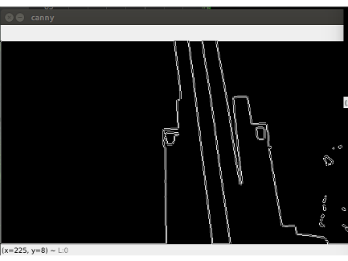 canny
(x=225, y=8) ~ L:0